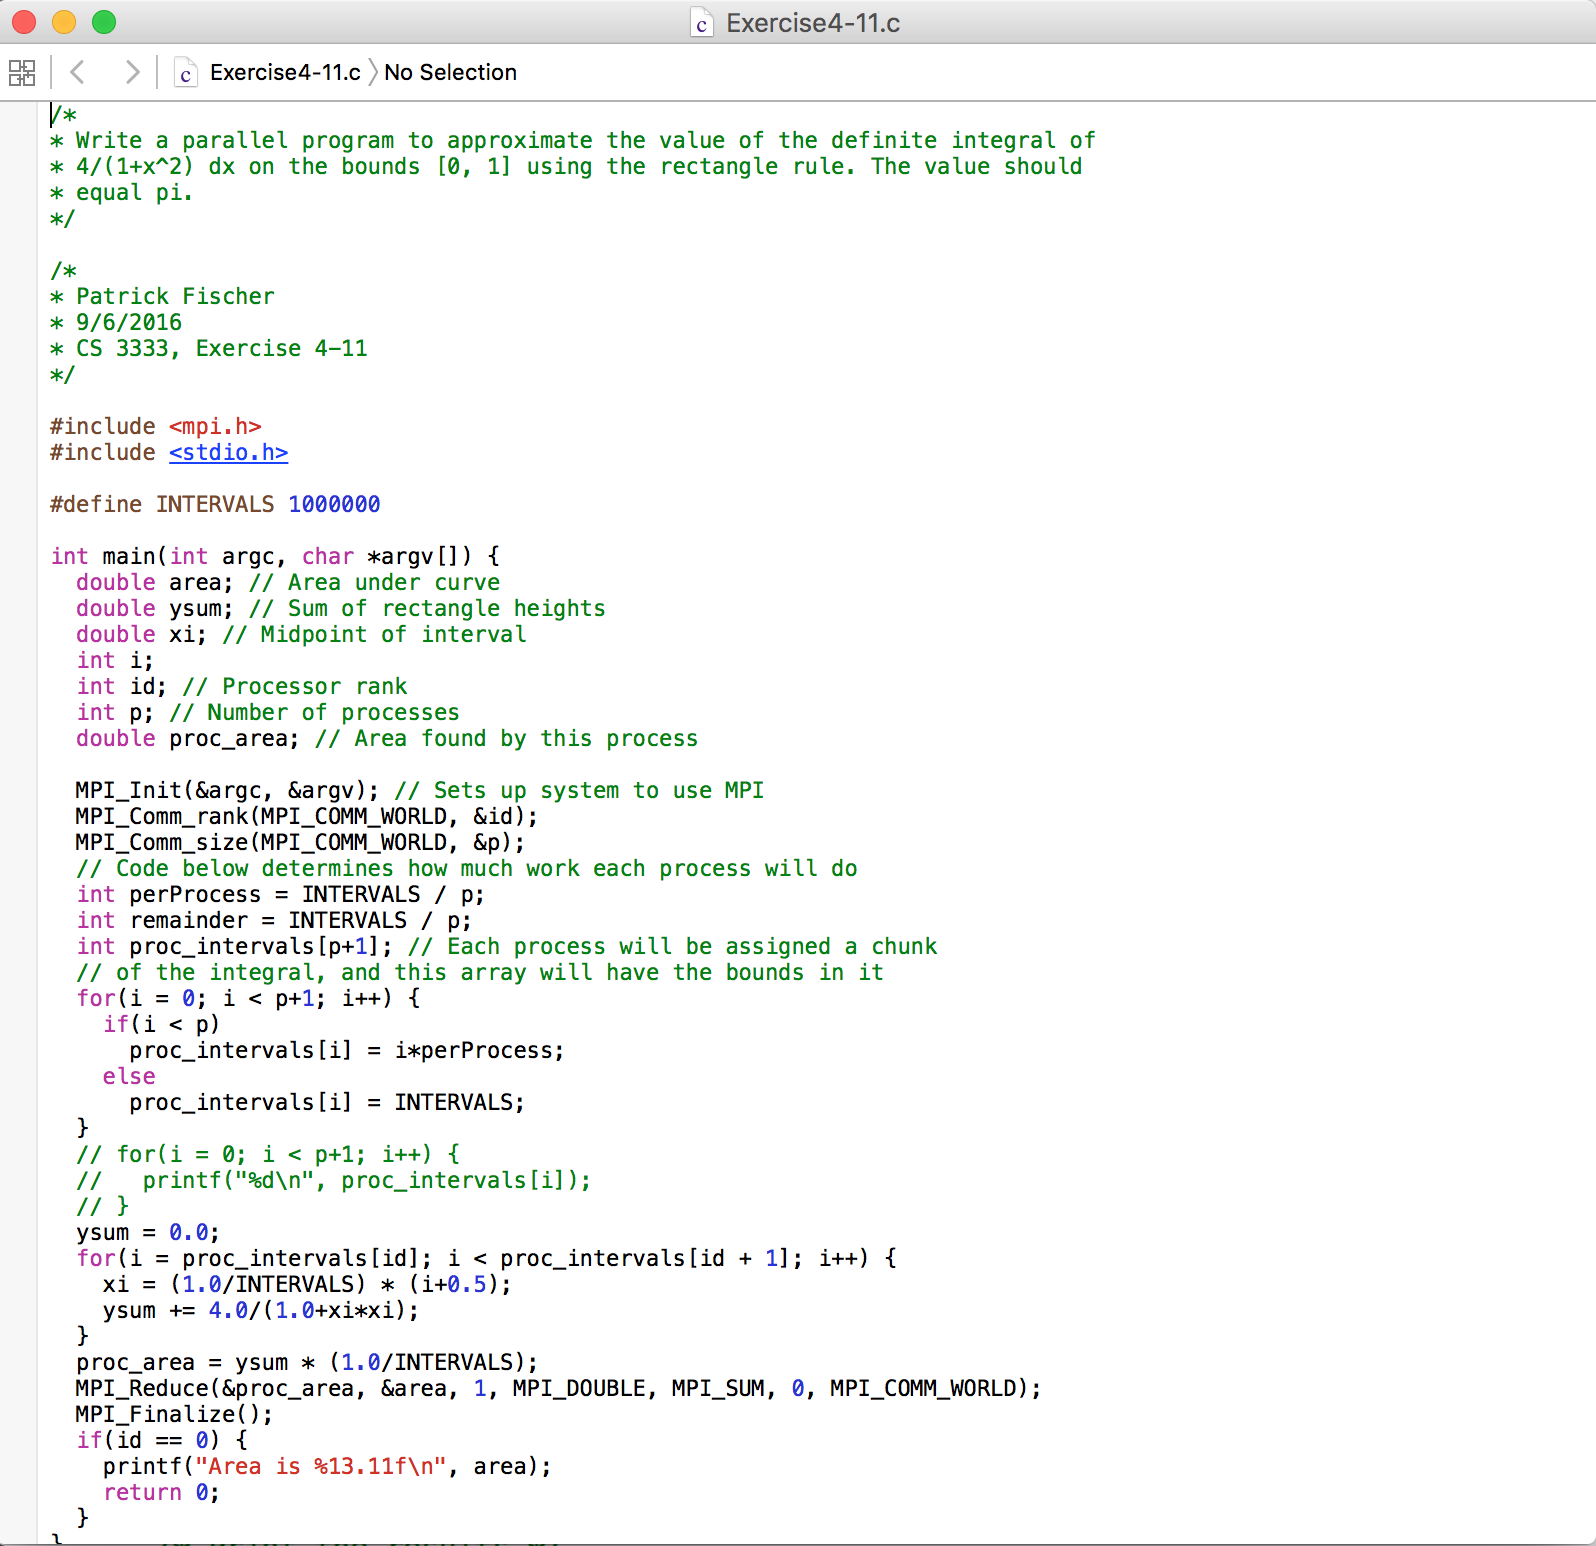 Exercise4-11.c
Exercise4-11.c No Selection
/*
* Write a parallel program to approximate the value of the definite integral of
* 4/(1+x^2) dx on the bounds [0, 1] using the rectangle rule. The value should
* equal pi.
*/
/*
* Patrick Fischer
* 9/6/2016
* CS 3333, Exercise 4-11
*/
#include <mpi.h>
#include <stdio.h>
#define INTERVALS 1000000
int main(int argc, char *argv[]) {
double area; // Area under curve
double ysum; // Sum of rectangle heights
double xi; // Midpoint of interval
int i;
int id; // Processor rank
int p; // Number of processes
double proc_area; // Area found by this process
MPI_Init(&argc, &argv); // Sets up system to use MPI
MPI_Comm_rank(MPI_COMM_WORLD, &id);
MPI_Comm_size(MPI_COMM_WORLD, &p);
// Code below determines how much work each process will do
int perProcess = INTERVALS / p;
int remainder = INTERVALS / p;
int proc_intervals[p+1]; // Each process will be assigned a chunk
// of the integral, and this array will have the bounds in it
for(i = 0; i < p+1; i++) {
if(i < p)
proc_intervals[i] = i*perProcess;
else
proc_intervals[i] = INTERVALS;
}
// for(i = 0; i < p+1; i++) {
//   printf("%d\n", proc_intervals[i]);
// }
ysum = 0.0;
for(i = proc_intervals[id]; i < proc_intervals[id + 1]; i++) {
xi = (1.0/INTERVALS) * (i+0.5);
ysum += 4.0/(1.0+xi*xi);
}
proc_area = ysum * (1.0/INTERVALS);
MPI_Reduce(&proc_area, &area, 1, MPI_DOUBLE, MPI_SUM, 0, MPI_COMM_WORLD);
MPI_Finalize();
if(id == 0) {
printf("Area is %13.11f\n", area);
return 0;
}
}